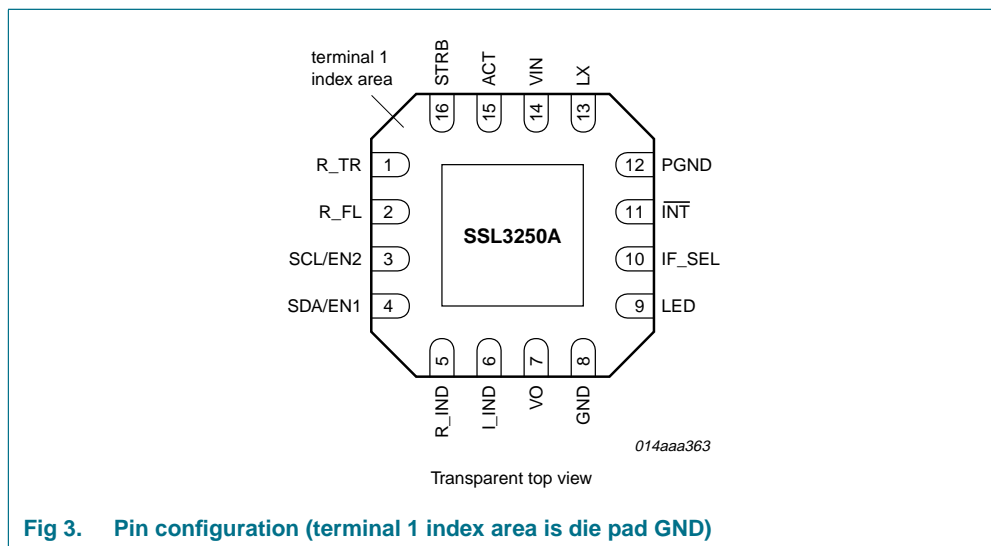 terminal 1
index area
STRB
ACT
VIN
LX
16
15
14
13
R_TR 1
12 PGND
R_FL 2
11 INT
SSL3250A
SCL/EN2 3
10 IF_SEL
SDA/EN1 4
9 LED
5
6
7
8
R_IND
I_IND
VO
GND
014aaa363
Transparent top view
Fig 3. Pin configuration (terminal 1 index area is die pad GND)